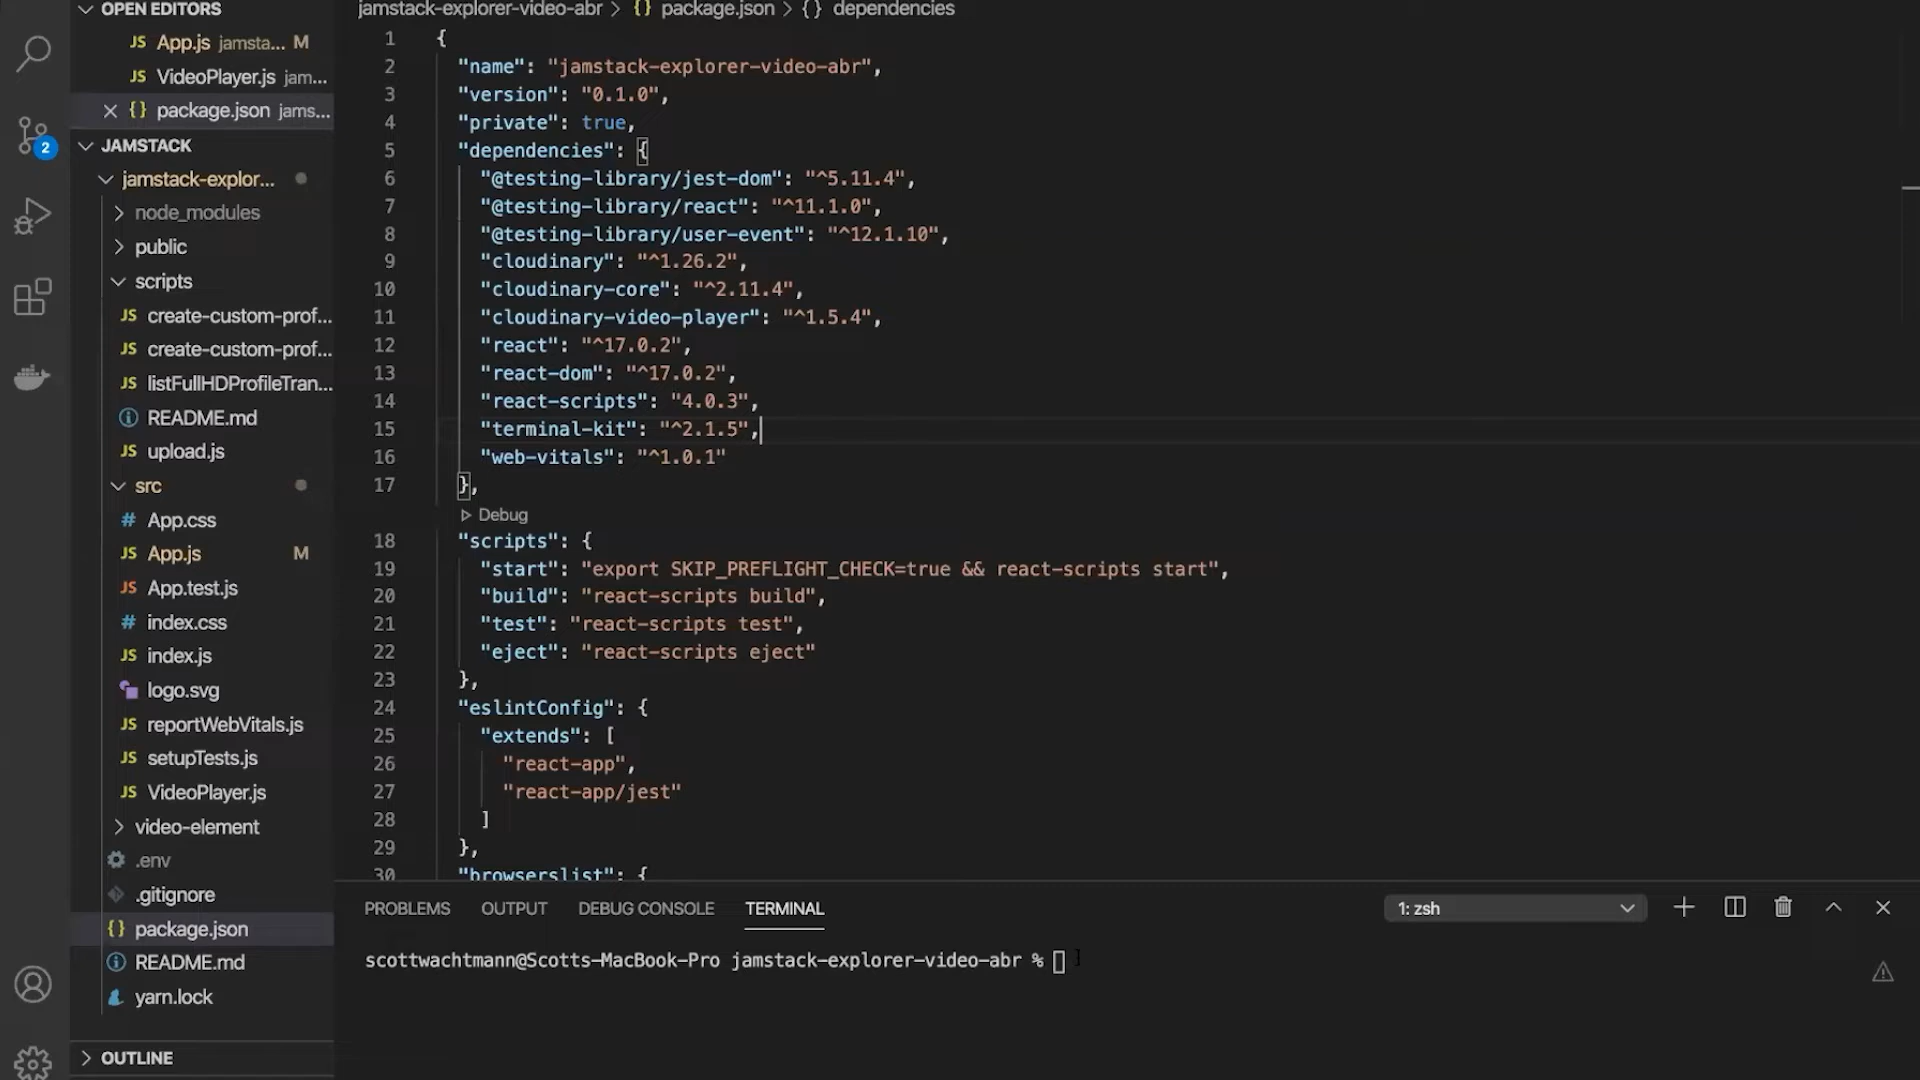 OPEN EDITORS
JS App.js jamsta... M
JS VideoPlayer.js jam...
{} package.json jams...
JAMSTACK
jamstack-explor...
node_modules
public
scripts
JS create-custom-prof...
JS create-custom-prof...
JS listFullHDProfileTran...
README.md
JS upload.js
src
# App.css
JS App.js M
JS App.test.js
# index.css
JS index.js
logo.svg
JS reportWebVitals.js
JS setupTests.js
JS VideoPlayer.js
video-element
.env
.gitignore
{} package.json
README.md
yarn.lock
OUTLINE
2
jamstack-explorer-video-abr > {} package.json > {} dependencies
1 {
2 "name": "jamstack-explorer-video-abr",
3 "version": "0.1.0",
4 "private": true,
5 "dependencies": {
6 "@testing-library/jest-dom": "^5.11.4",
7 "@testing-library/react": "^11.1.0",
8 "@testing-library/user-event": "^12.1.10",
9 "cloudinary": "^1.26.2",
10 "cloudinary-core": "^2.11.4",
11 "cloudinary-video-player": "^1.5.4",
12 "react": "^17.0.2",
13 "react-dom": "^17.0.2",
14 "react-scripts": "4.0.3",
15 "terminal-kit": "^2.1.5",
16 "web-vitals": "^1.0.1"
17 },
Debug
18 "scripts": {
19 "start": "export SKIP_PREFLIGHT_CHECK=true && react-scripts start",
20 "build": "react-scripts build",
21 "test": "react-scripts test",
22 "eject": "react-scripts eject"
23 },
24 "eslintConfig": {
25 "extends": [
26 "react-app",
27 "react-app/jest"
28 ]
29 },
30 "browserslist": {
PROBLEMS OUTPUT DEBUG CONSOLE TERMINAL 1: zsh
scottwachtmann@Scotts-MacBook-Pro jamstack-explorer-video-abr %